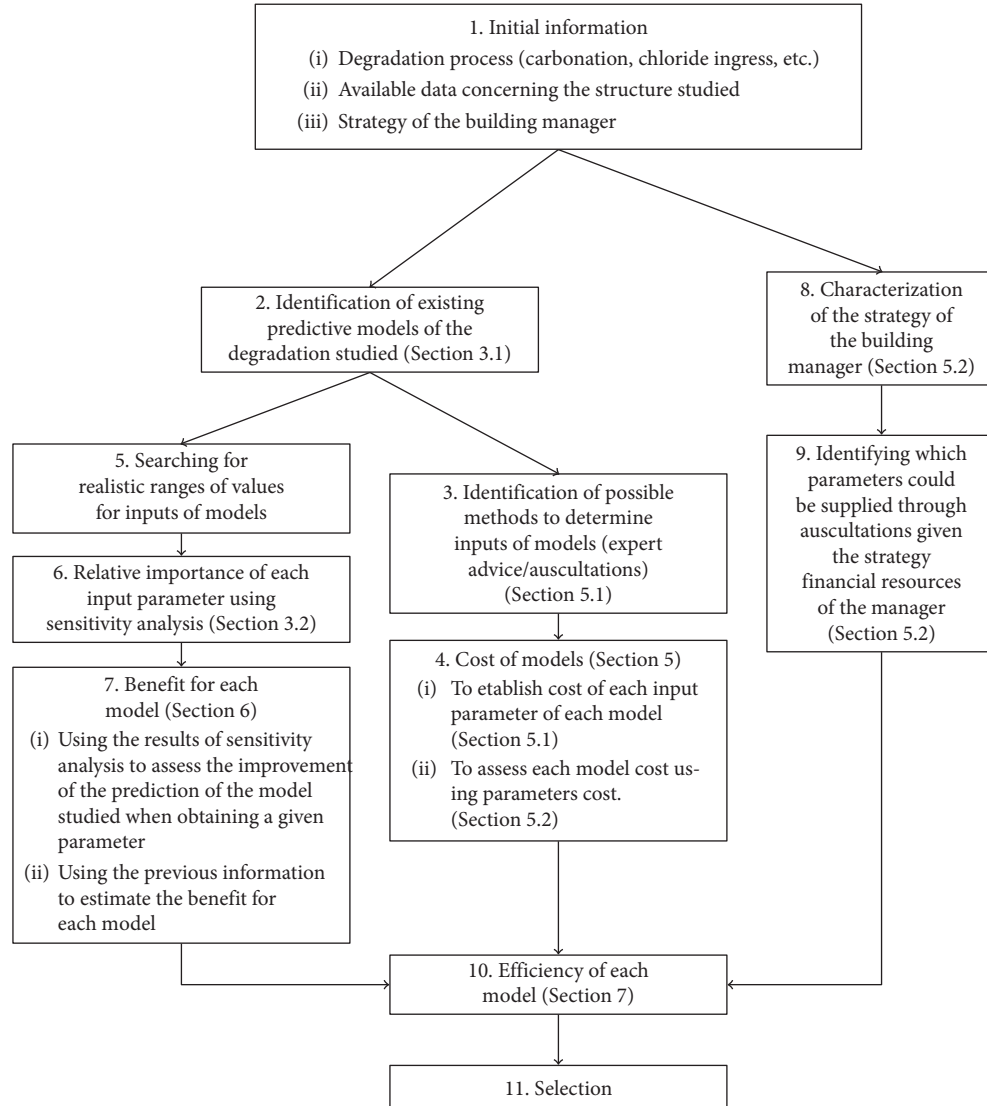 1. Initial information
(i) Degradation process (carbonation, chloride ingress, etc.)
(ii) Available data concerning the structure studied
(iii) Strategy of the building manager
2. Identification of existing
predictive models of the
degradation studied (Section 3.1)
8. Characterization
of the strategy of
the building
manager (Section 5.2)
5. Searching for
realistic ranges of values
for inputs of models
3. Identification of possible
methods to determine
inputs of models (expert
advice/auscultations)
(Section 5.1)
9. Identifying which
parameters could
be supplied through
auscultations given
the strategy
financial resources
of the manager
(Section 5.2)
6. Relative importance of each
input parameter using
sensitivity analysis (Section 3.2)
7. Benefit for each
model (Section 6)
(i) Using the results of sensitivity
analysis to assess the improvement
of the prediction of the model
studied when obtaining a given
parameter
(ii) Using the previous information
to estimate the benefit for
each model
4. Cost of models (Section 5)
(i) To etablish cost of each input
parameter of each model
(Section 5.1)
(ii) To assess each model cost us-
ing parameters cost.
(Section 5.2)
10. Efficiency of each
model (Section 7)
11. Selection